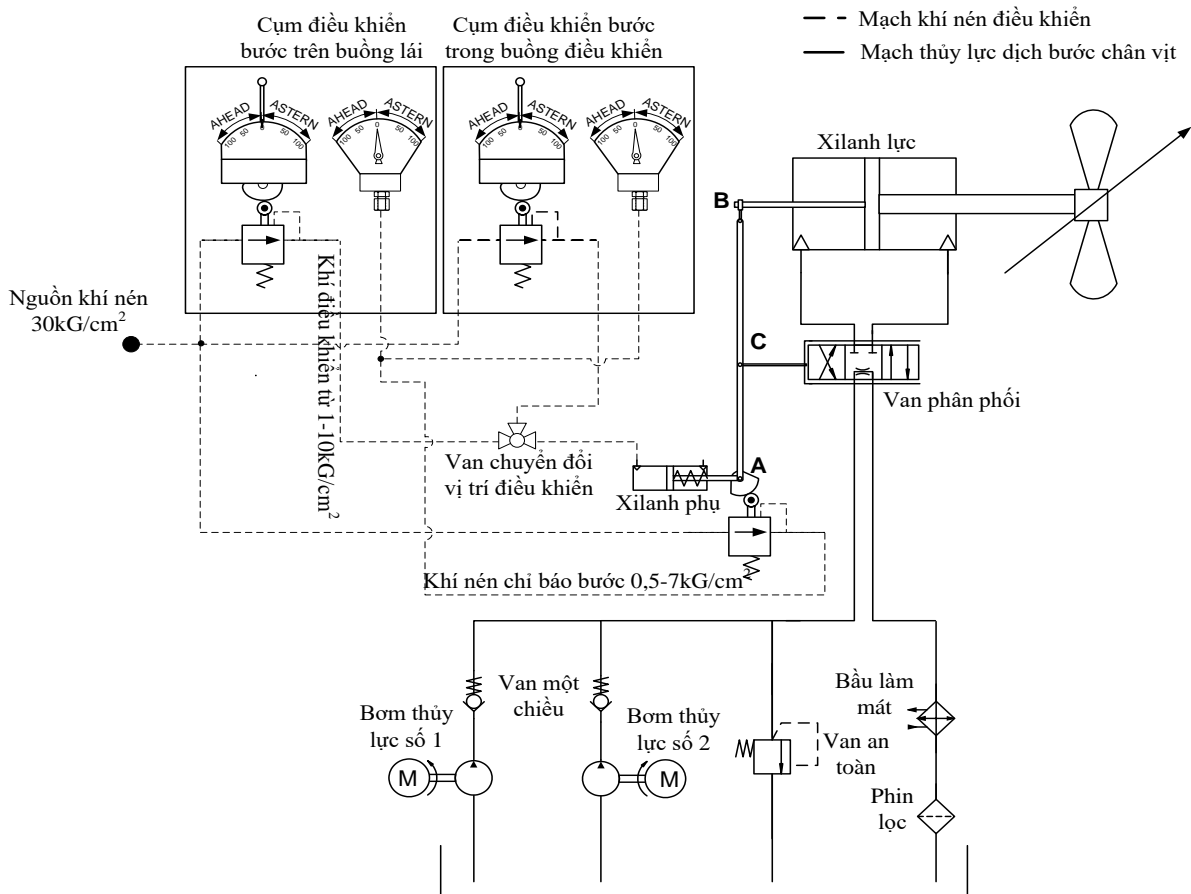 Cụm điều khiển
bước trên buồng lái
Cụm điều khiển bước
trong buồng điều khiển
Mạch khí nén điều khiển
Mạch thủy lực dịch bước chân vịt
AHEAD
ASTERN
100
50
0
50
100
AHEAD
ASTERN
100
50
0
50
100
AHEAD
ASTERN
100
50
0
50
100
AHEAD
ASTERN
100
50
0
50
100
Xilanh lực
B
Nguồn khí nén
30kG/cm2
Khí điều khiển từ 1-10kG/cm2
C
Van phân phối
Van chuyển đổi
vị trí điều khiển
A
Xilanh phụ
Khí nén chỉ báo bước 0,5-7kG/cm2
Van một
chiều
Bơm thủy
lực số 1
M
Bơm thủy
lực số 2
M
Van an
toàn
Bầu làm
mát
Phin
lọc